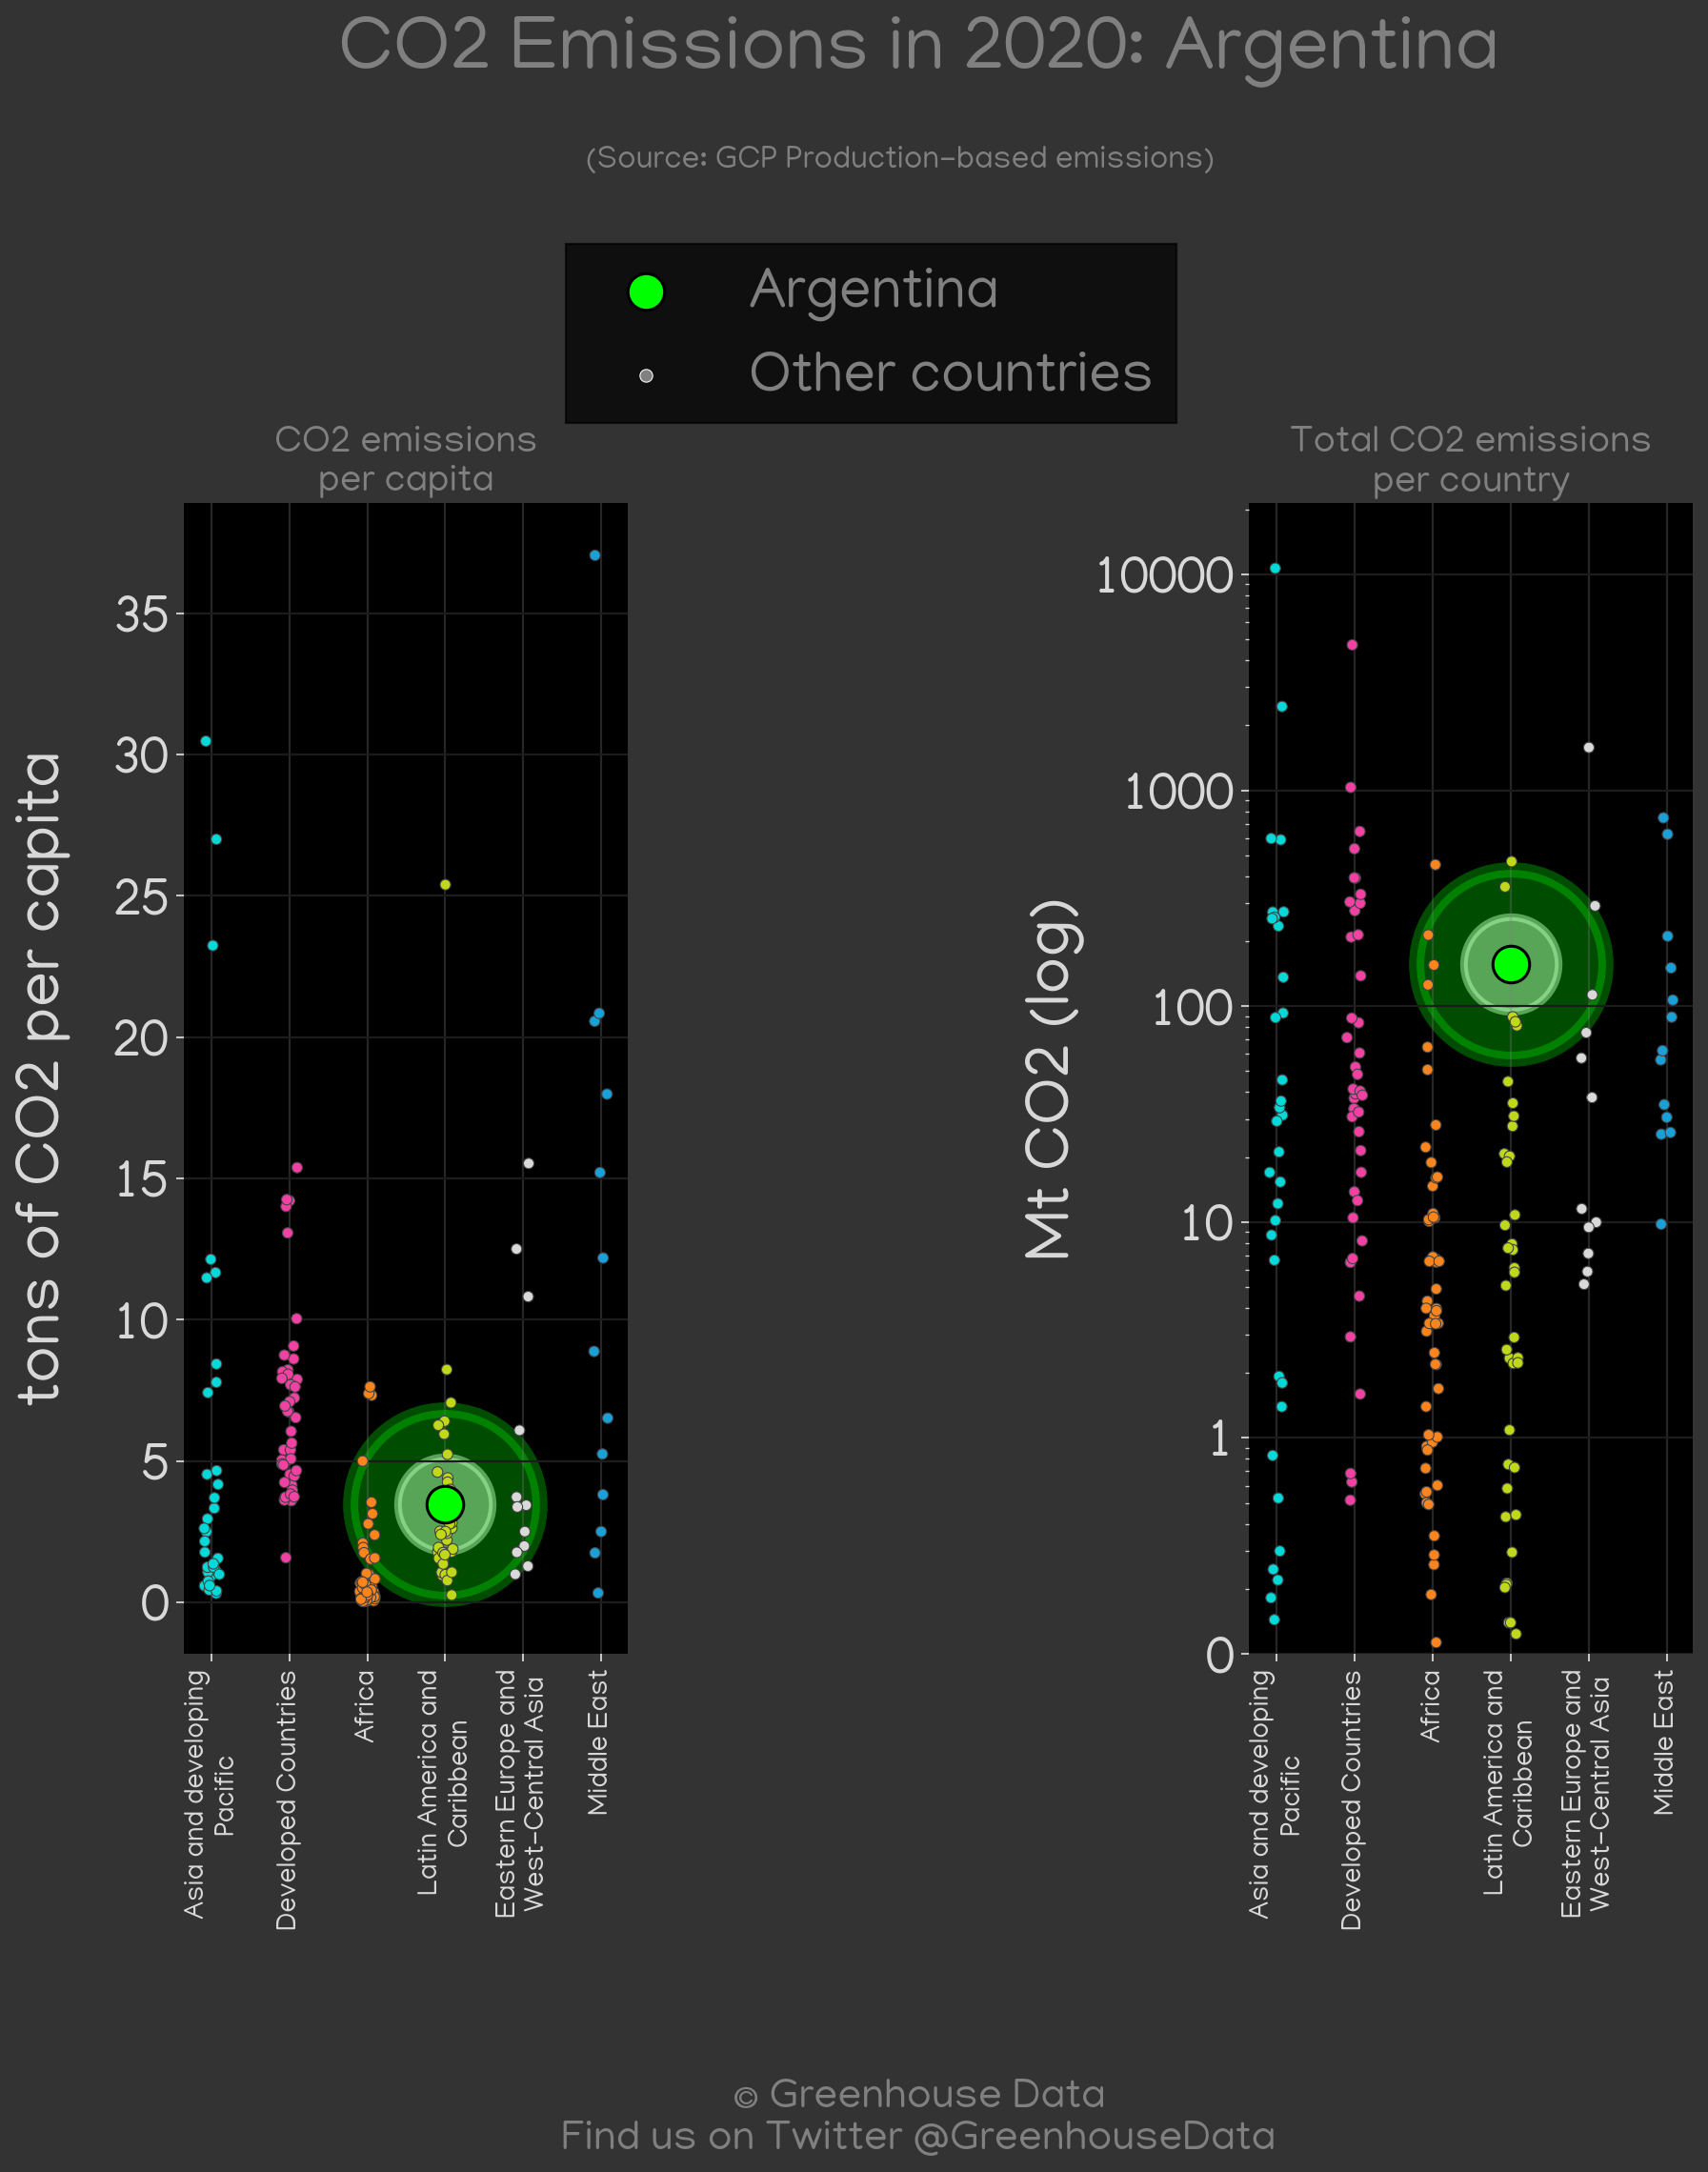 CO2 Emissions in 2020: Argentina
(Source: GCP Production-based emissions)
Argentina
Other countries
CO2 emissions
per capita
tons of CO2 per capita
35
30
25
20
15
10
5
0
Asia and developing
Pacific
Developed Countries
Africa
Latin America and
Caribbean
Eastern Europe and
West-Central Asia
Middle East
Total CO2 emissions
per country
Mt CO2 (log)
10000
1000
100
10
1
0
Asia and developing
Pacific
Developed Countries
Africa
Latin America and
Caribbean
Eastern Europe and
West-Central Asia
Middle East
© Greenhouse Data
Find us on Twitter @GreenhouseData